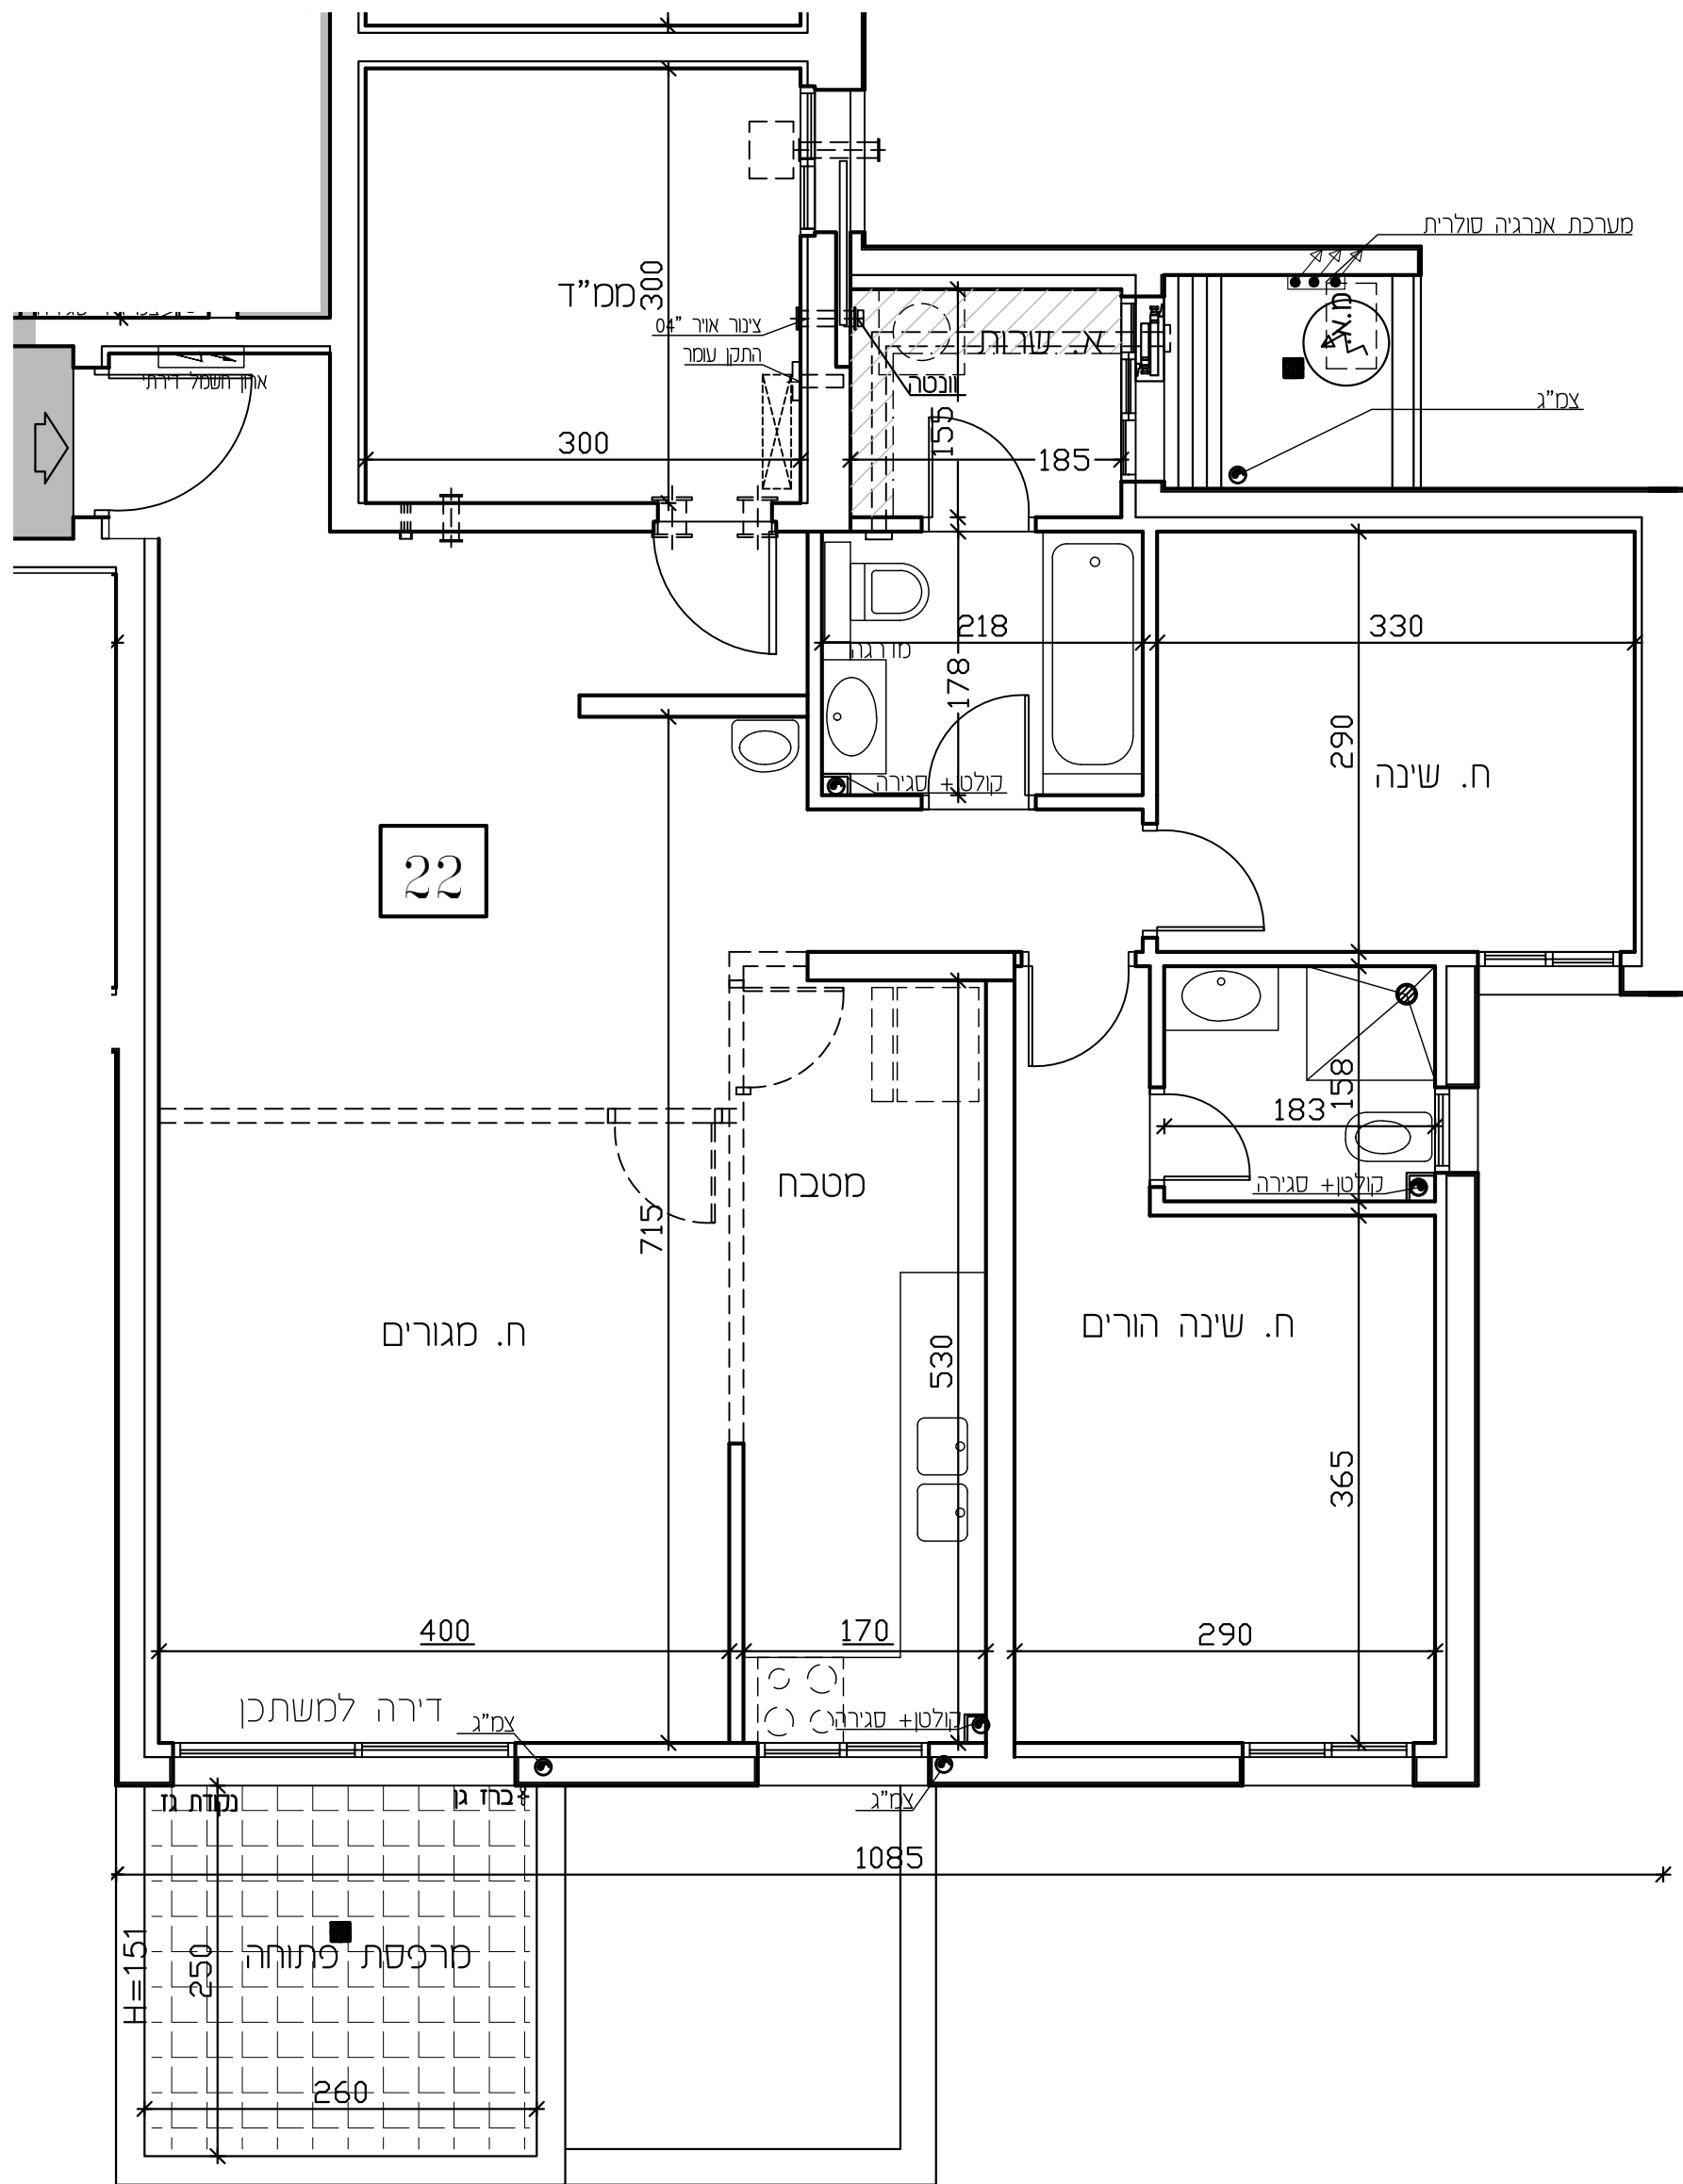 מערכת אנרגיה סולרית
ממ"ד
300
צינור אויר "04
התקן עומר
א. שרות
וונטה
ארון חשמל דירתי
צמ"ג
155
300
185
218
330
מדרגה
178
290
ח. שינה
קולטן+ סגירה
22
158
183
מטבח
קולטן+ סגירה
715
ח. מגורים
ח. שינה הורים
530
365
400
170
290
דירה למשתכן
צמ"ג
קולטן+ סגירה
נקודת גז
ברז גן
צמ"ג
1085
H=151
250
מרפסת פתוחה
260